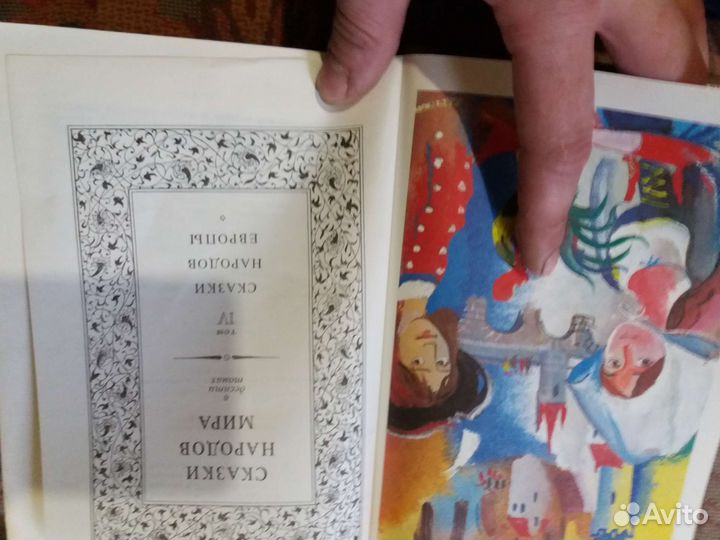 СКАЗКИ
НАРОДОВ
МИРА
в
десяти
томах
том
IV
СКАЗКИ
НАРОДОВ
ЕВРОПЫ
Avito